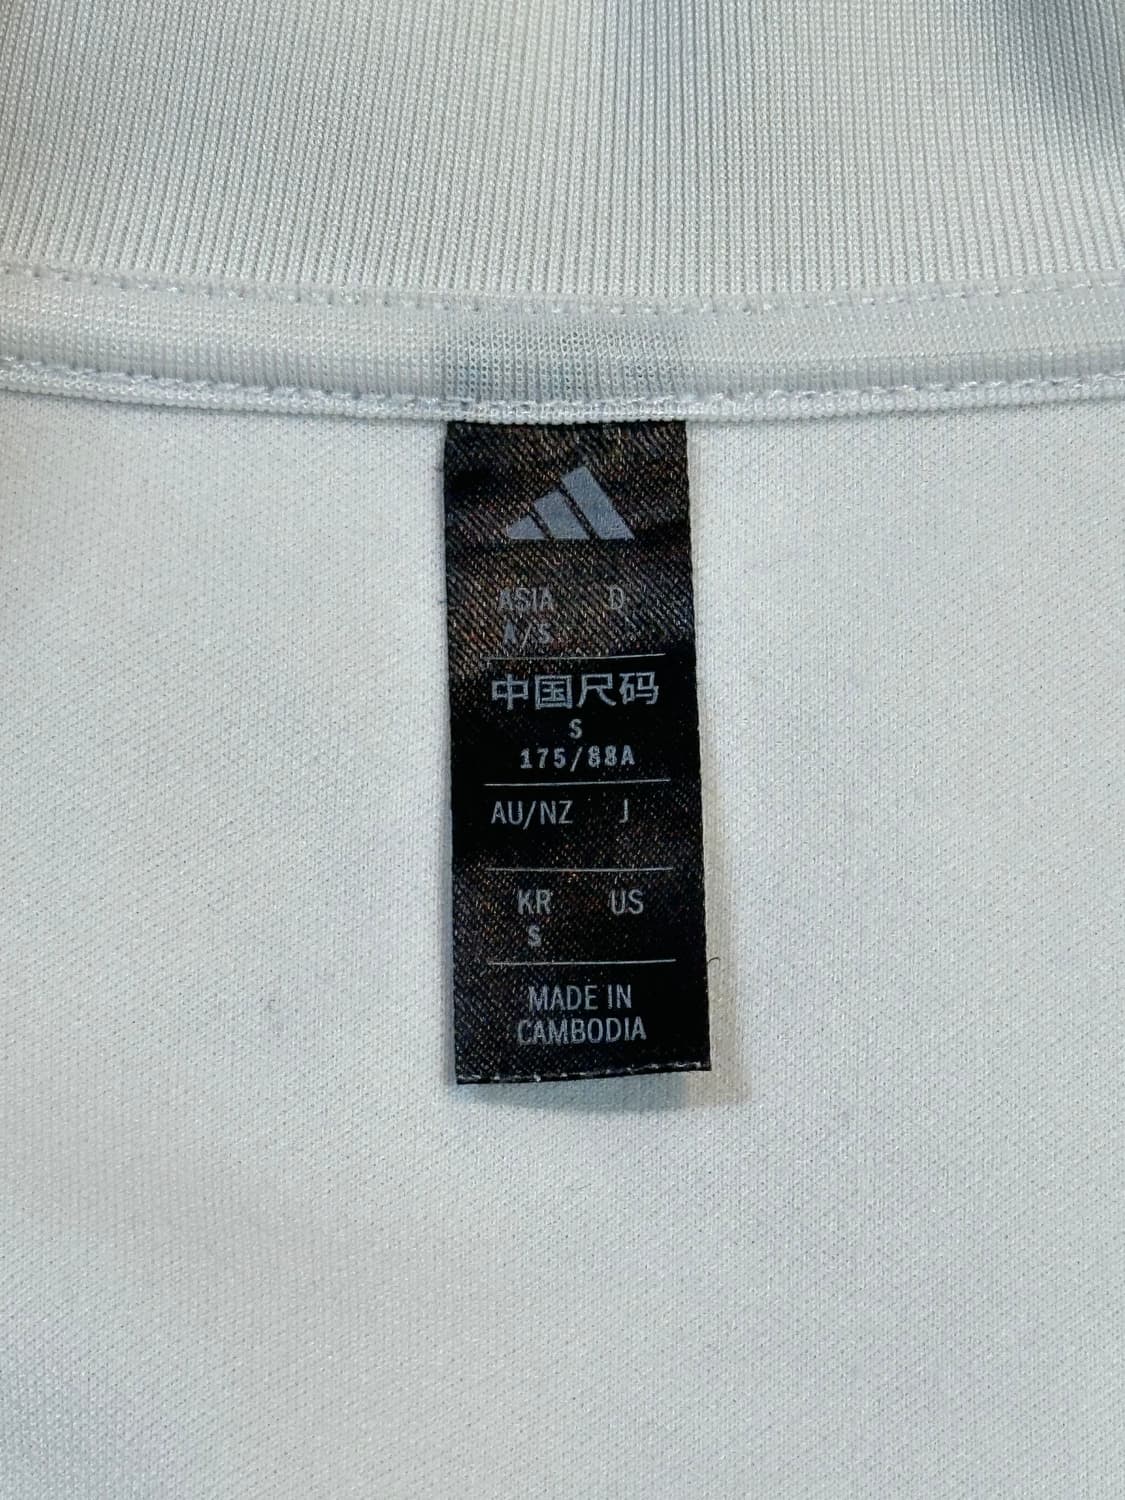 ASIA D
A/S
中国尺码
S
175/88A
AU/NZ J
KR US
S
MADE IN
CAMBODIA